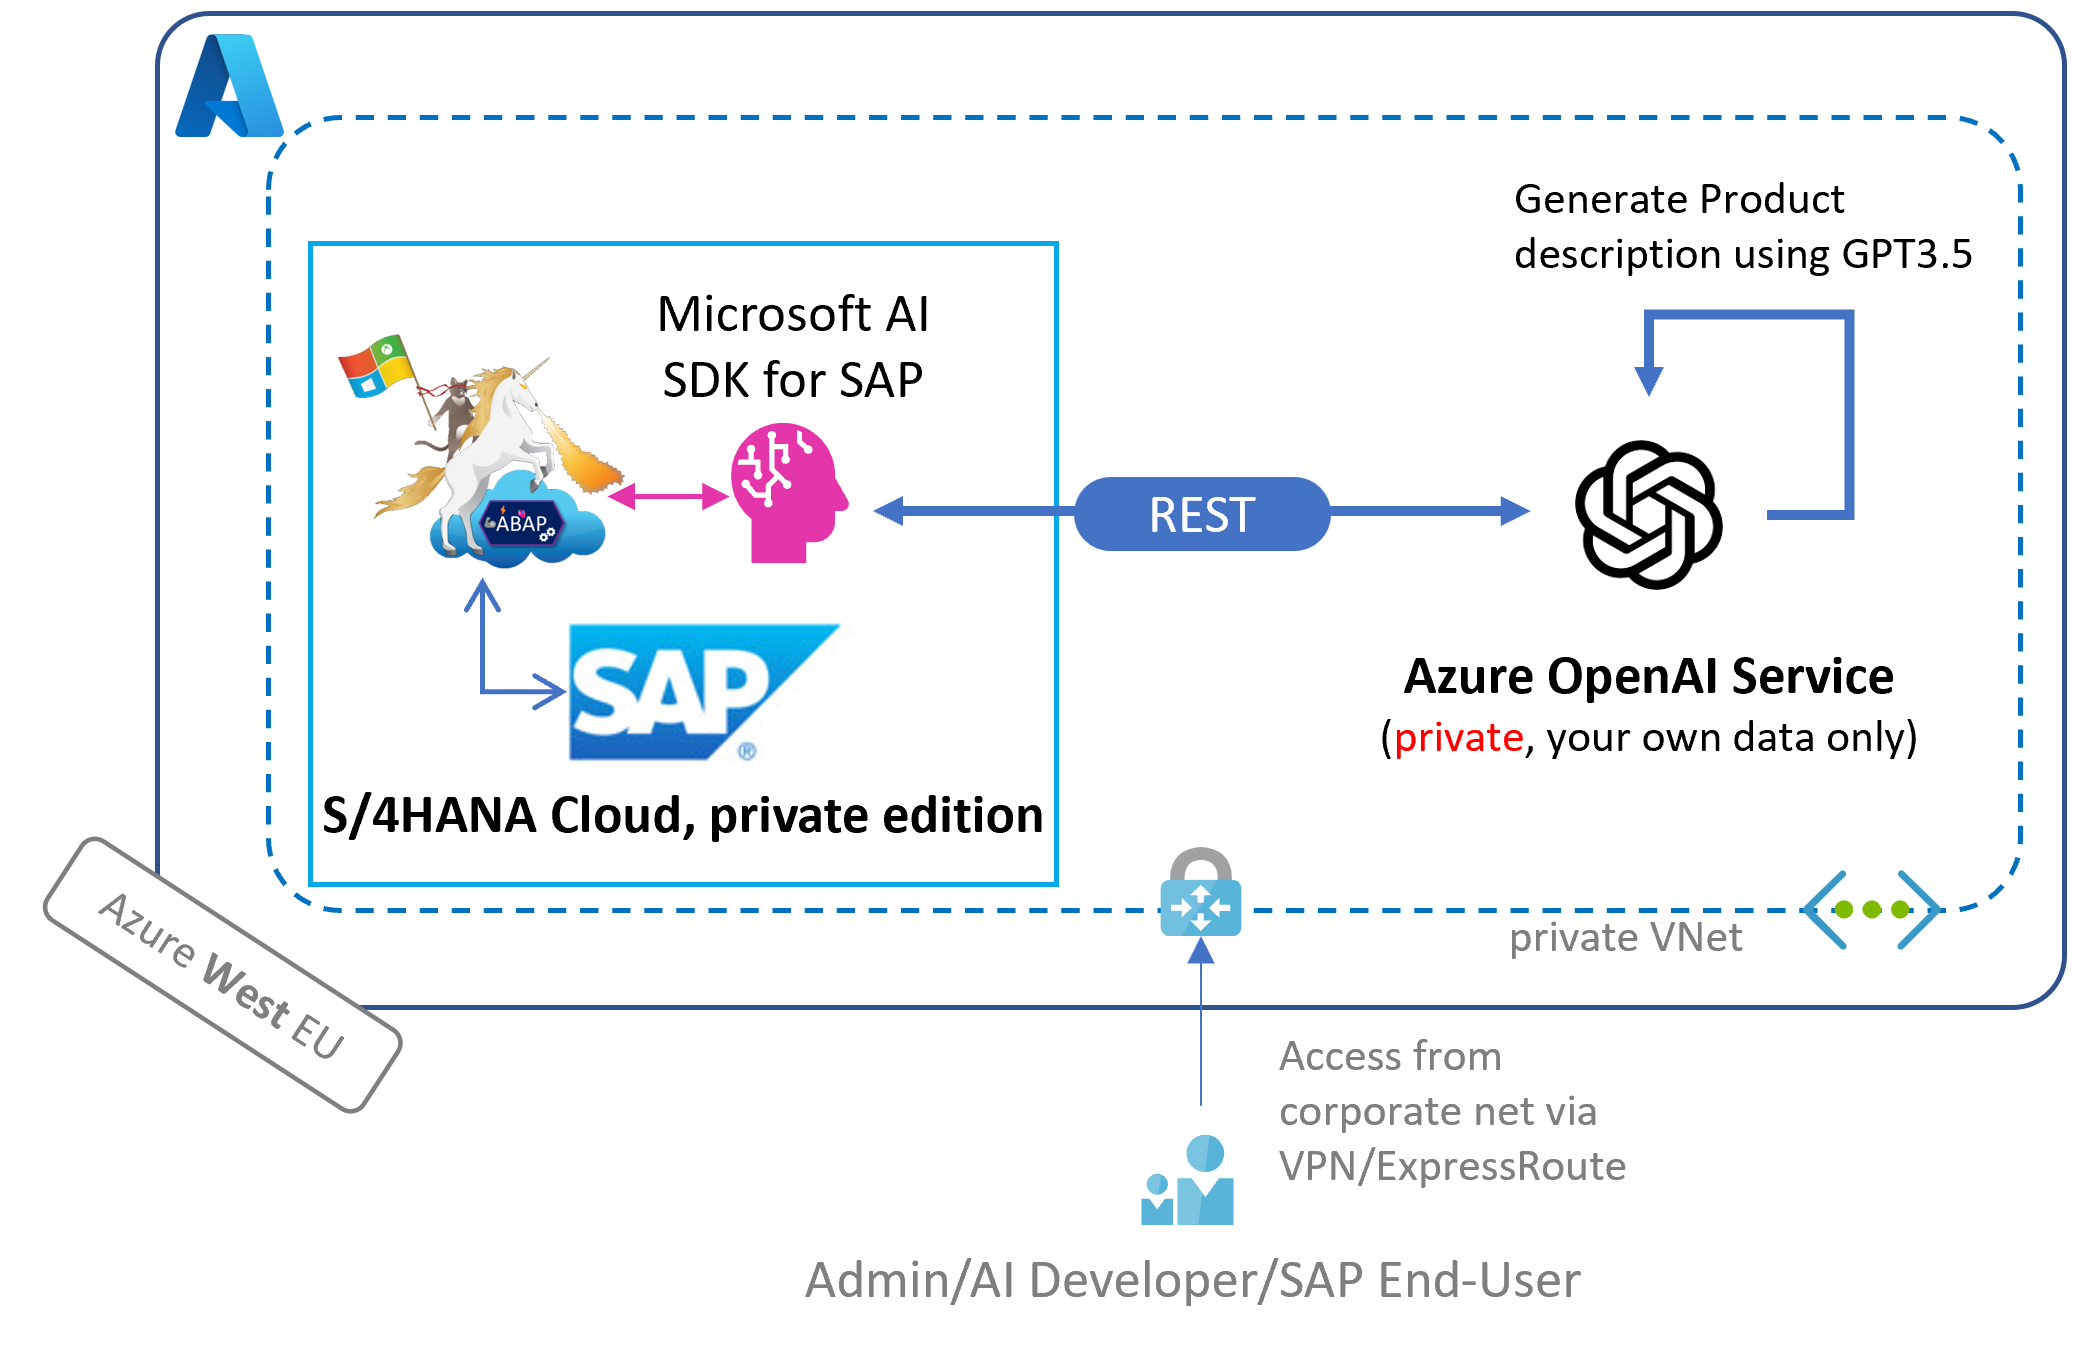 Generate Product
description using GPT3.5
Microsoft AI
SDK for SAP
ABAP
REST
SAP
®
Azure OpenAI Service
(private, your own data only)
S/4HANA Cloud, private edition
private VNet
Azure West EU
Access from
corporate net via
VPN/ExpressRoute
Admin/AI Developer/SAP End-User